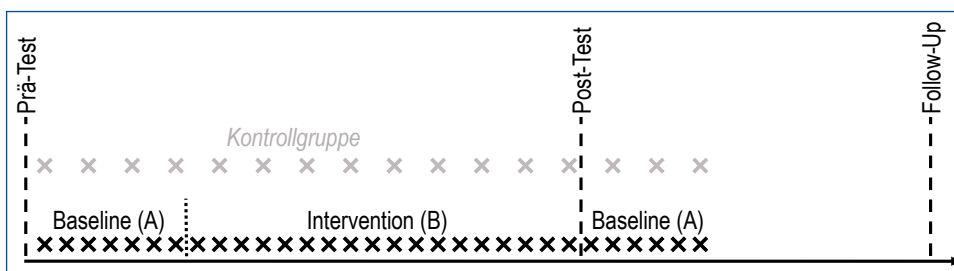 Prä-Test
Post-Test
Follow-Up
Kontrollgruppe
Baseline (A)
Intervention (B)
Baseline (A)